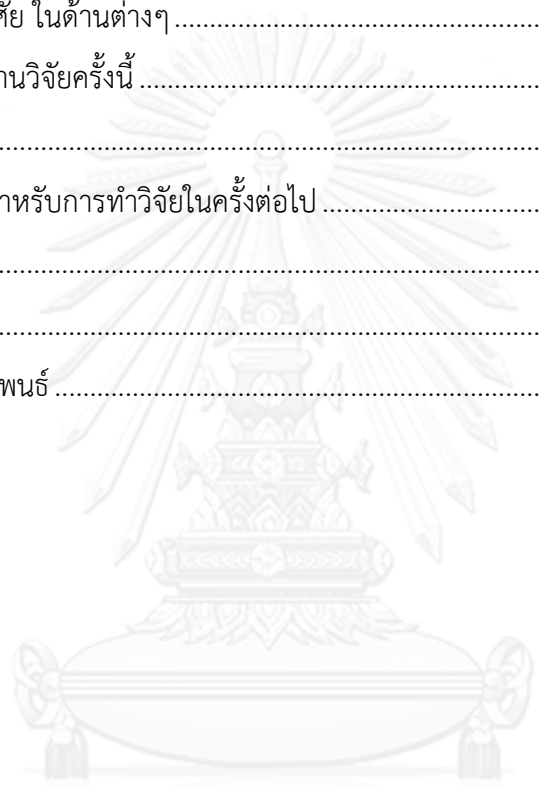 ศัย ในด้านต่างๆ ........................................................
านวิจัยครั้งนี้ ............................................................
................................................................................
ำหรับการทำวิจัยในครั้งต่อไป ...............................
................................................................................
................................................................................
พนธ์ .......................................................................